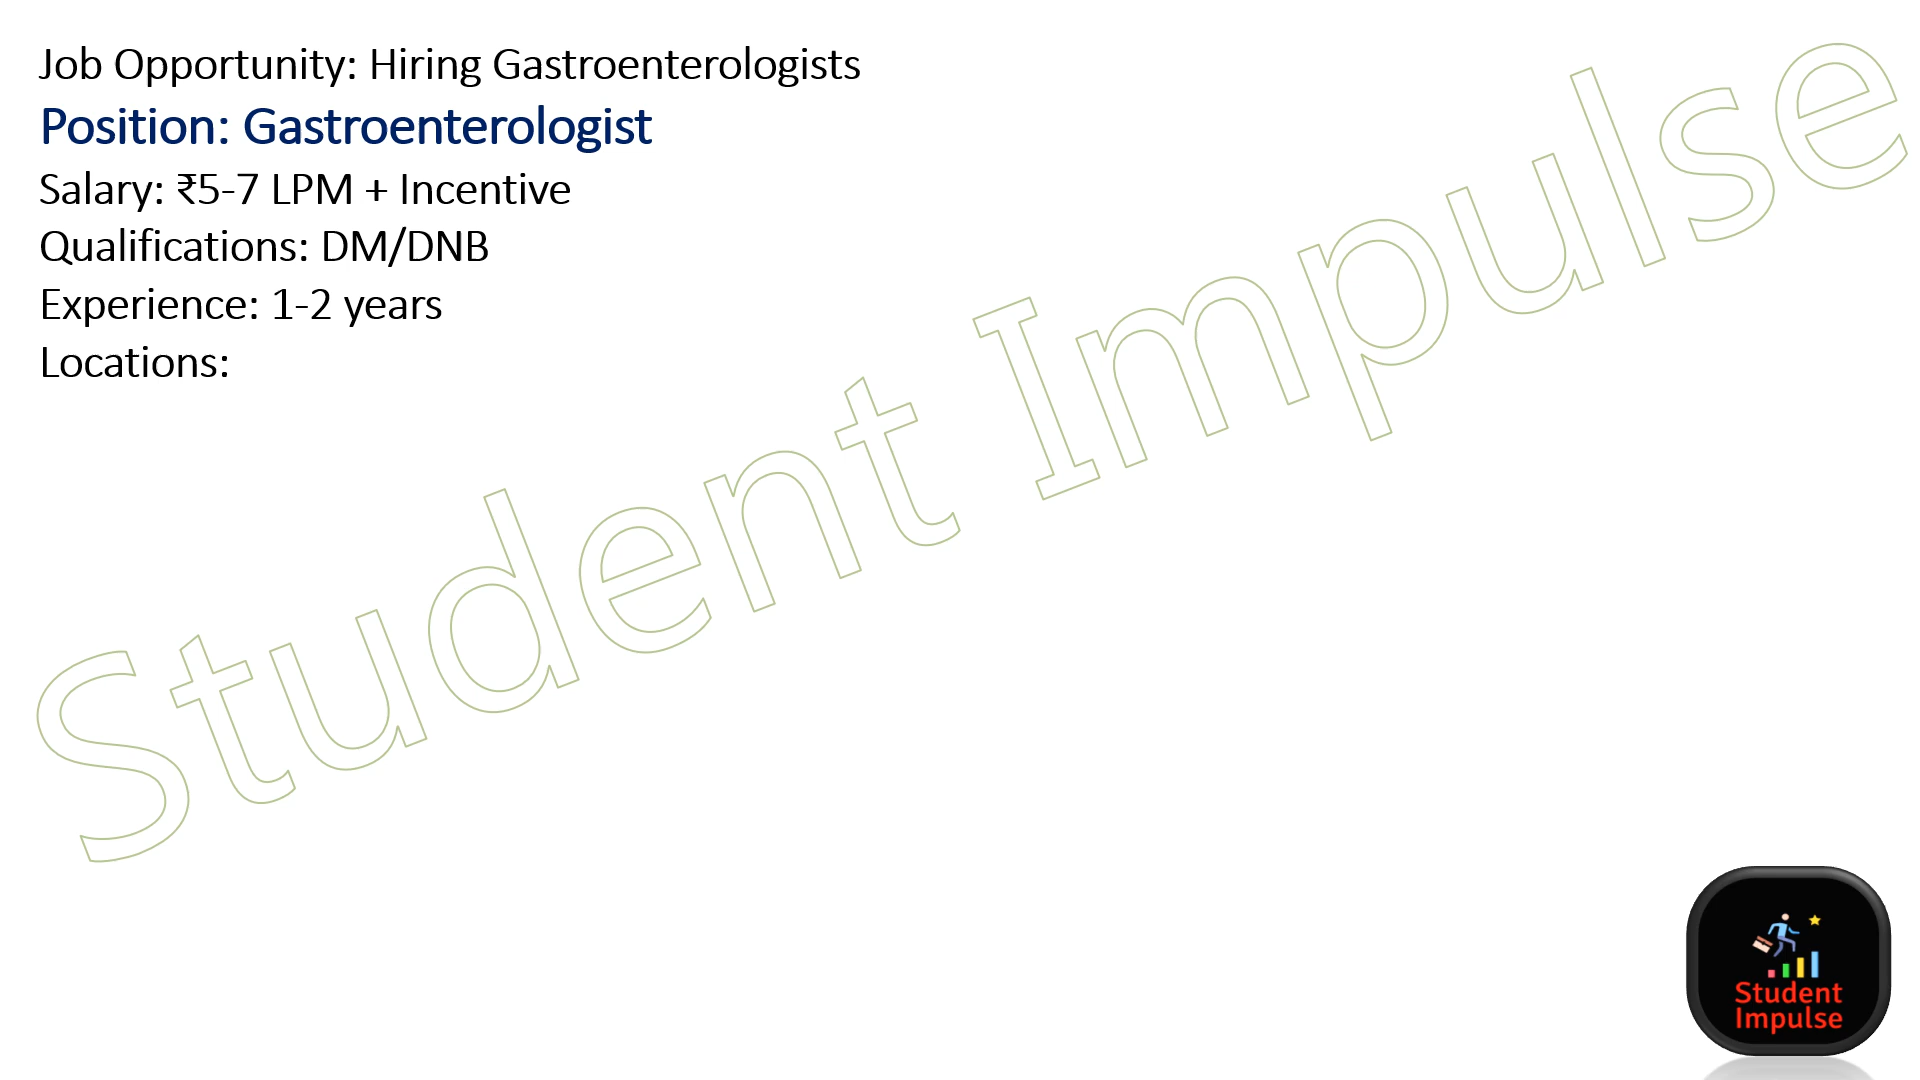 Job Opportunity: Hiring Gastroenterologists
Position: Gastroenterologist
Salary: ₹5-7 LPM + Incentive
Qualifications: DM/DNB
Experience: 1-2 years
Locations:
Student Impulse
Student
Impulse